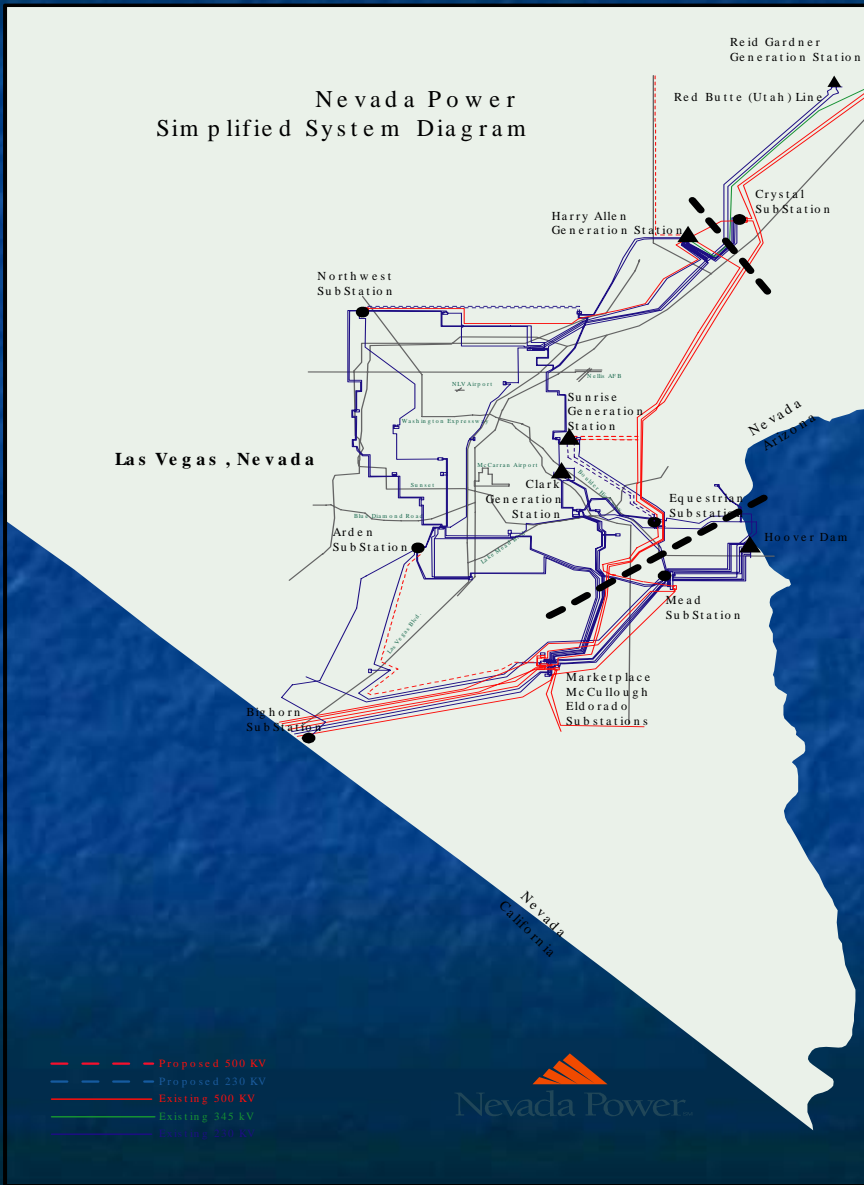 Reid Gardner
Generation Station
Red Butte (Utah) Line
Nevada Power
Simplified System Diagram
Crystal
SubStation
Harry Allen
Generation Station
Northwest
SubStation
Nellis AFB
NLV Airport
Sunrise
Generation
Station
Nevada
Arizona
Washington Expressway
Las Vegas , Nevada
McCarran Airport
Clark
Generation
Station
Sunset
Equestrian
Substation
Blue Diamond Road
Arden
SubStation
Hoover Dam
Lake Mead
Mead
SubStation
Las Vegas Blvd.
Marketplace
McCullough
Eldorado
Substations
Bighorn
SubStation
Nevada
California
Proposed 500 KV
Proposed 230 KV
Existing 500 KV
Existing 345 kV
Nevada Power